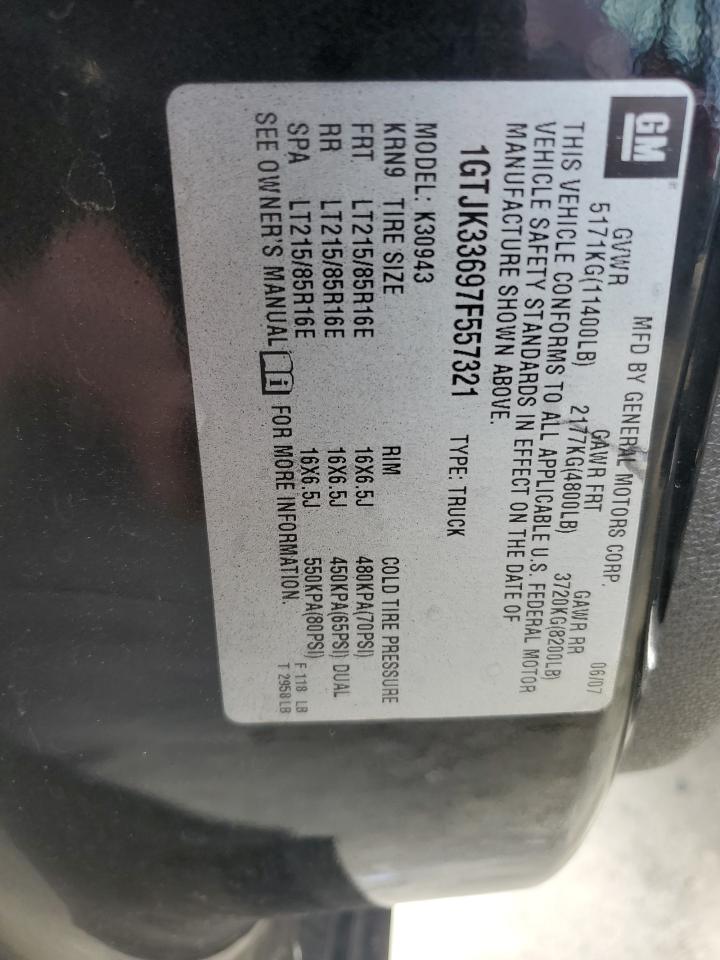 GM
MFD BY GENERAL MOTORS CORP. 06/07
GVWR GAWR FRT GAWR RR
5171KG(11400LB) 2177KG(4800LB) 3720KG(8200LB)
THIS VEHICLE CONFORMS TO ALL APPLICABLE U.S. FEDERAL MOTOR
VEHICLE SAFETY STANDARDS IN EFFECT ON THE DATE OF
MANUFACTURE SHOWN ABOVE.
1GTJK33697F557321 TYPE: TRUCK
MODEL: K30943
KRN9 TIRE SIZE RIM COLD TIRE PRESSURE
FRT LT215/85R16E 16X6.5J 480KPA(70PSI)
RR LT215/85R16E 16X6.5J 450KPA(65PSI) DUAL
SPA LT215/85R16E 16X6.5J 550KPA(80PSI) F 118 LB
SEE OWNER'S MANUAL FOR MORE INFORMATION. T 2958LB